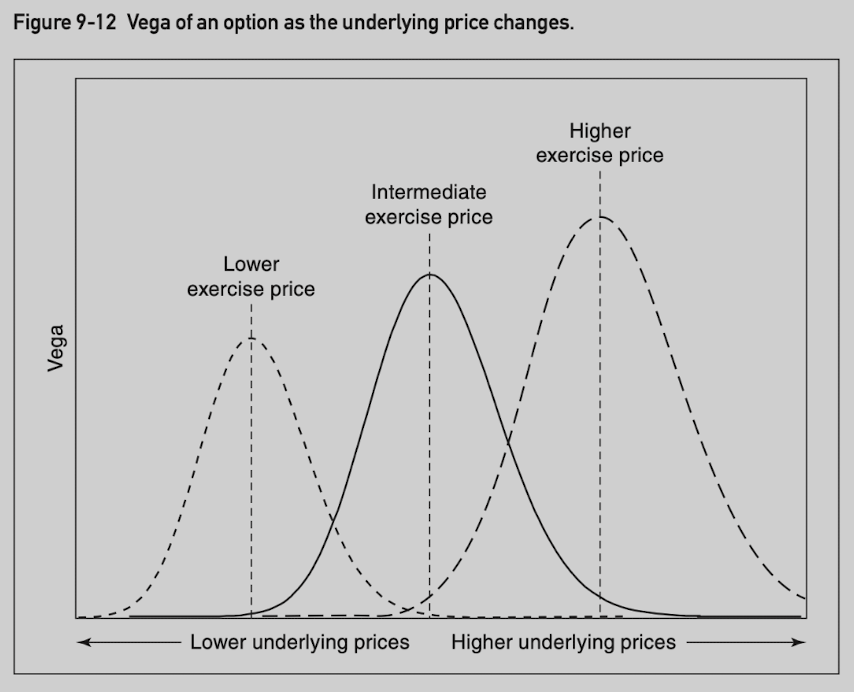 Figure 9-12 Vega of an option as the underlying price changes.
Higher
exercise price
Intermediate
exercise price
Lower
exercise price
Vega
Lower underlying prices
Higher underlying prices